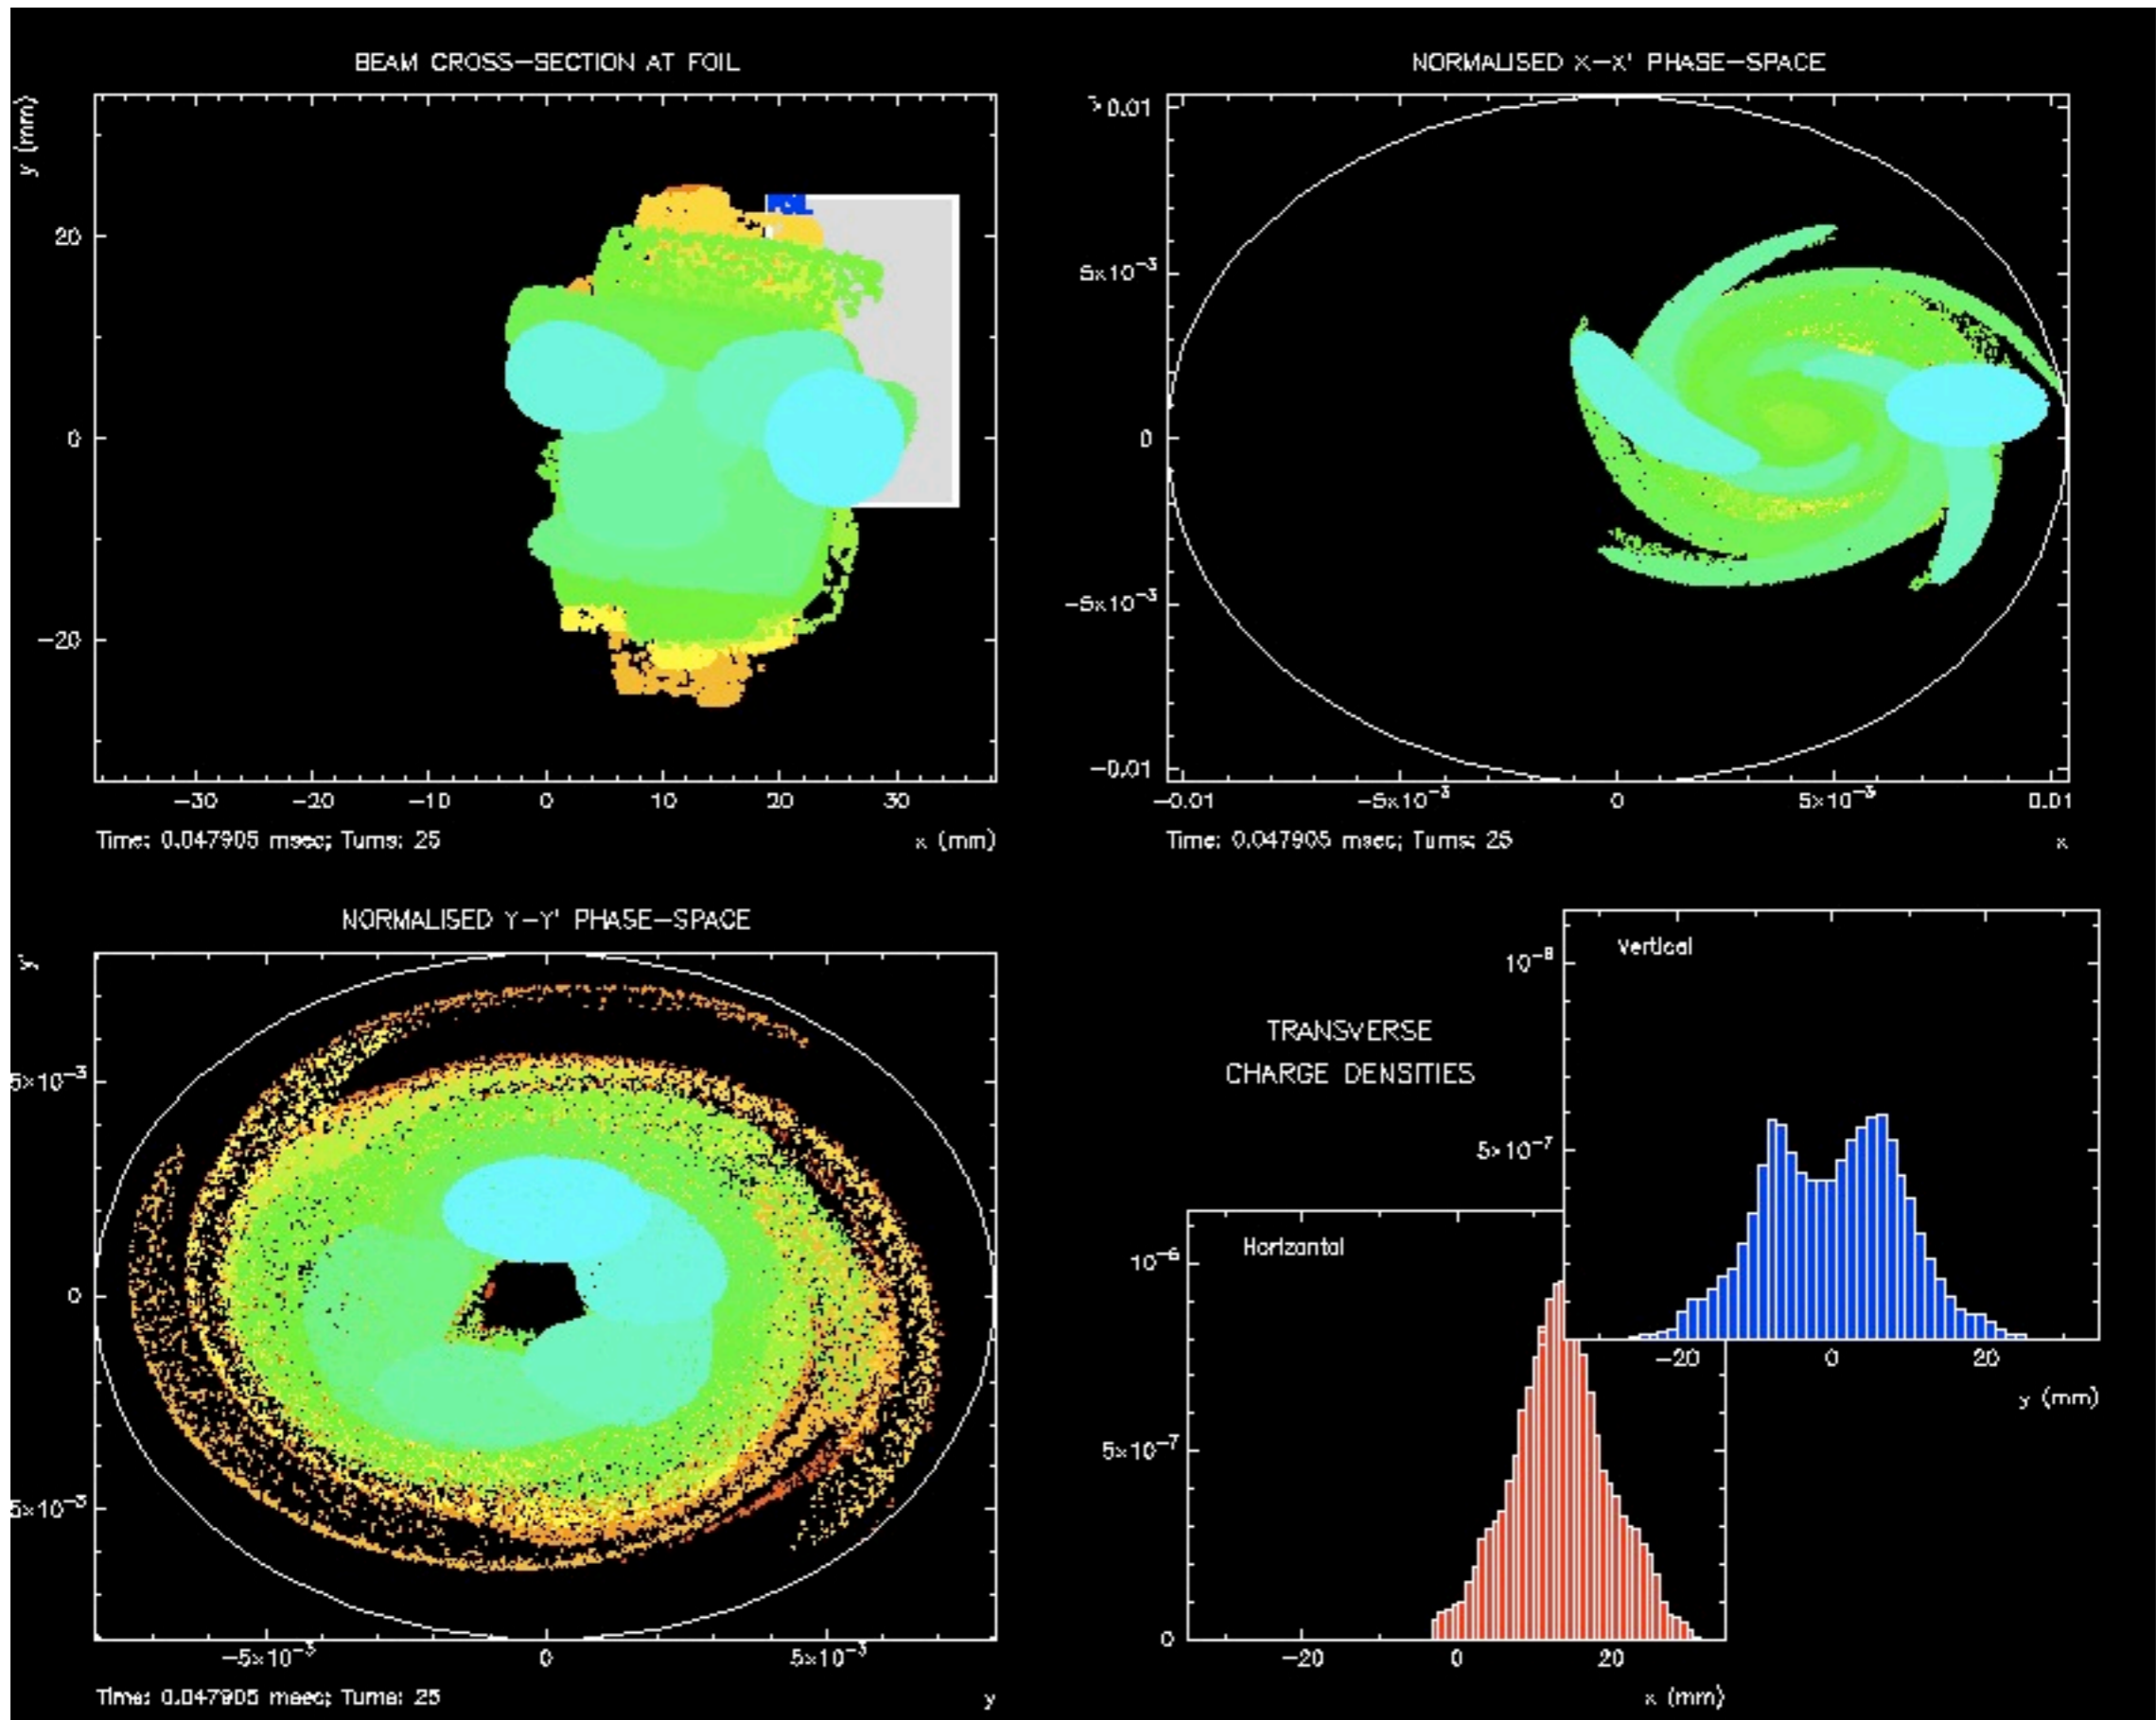 BEAM CROSS-SECTION AT FOIL
y (mm)
20
0
-20
-30 -20 -10 0 10 20 30
Time: 0.047905 msec; Turns: 25
x (mm)
NORMALISED X-X' PHASE-SPACE
0.01
5×10⁻³
0
-5×10⁻³
-0.01
-0.01 -5×10⁻³ 0 5×10⁻³ 0.01
Time: 0.047905 msec; Turns: 25
x
NORMALISED Y-Y' PHASE-SPACE
y'
5×10⁻³
0
5×10⁻³
-5×10⁻³ 0 5×10⁻³
Time: 0.047905 msec; Turns: 25
y
TRANSVERSE
CHARGE DENSITIES
Vertical
10⁻⁸
5×10⁻⁷
-20 0 20
y (mm)
Horizontal
10⁻⁶
5×10⁻⁷
0
-20 0 20
x (mm)